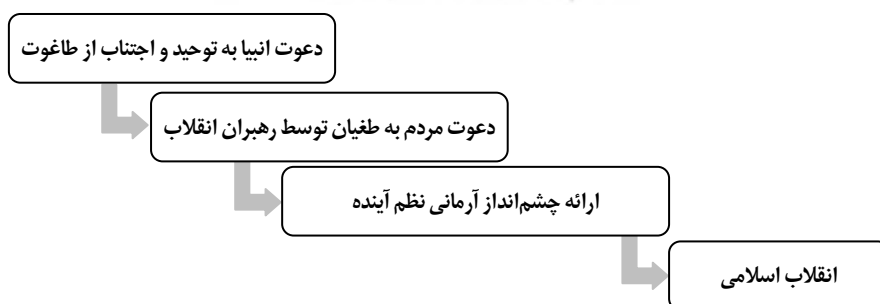 دعوت انبیا به توحید و اجتناب از طاغوت
دعوت مردم به طغیان توسط رهبران انقلاب
ارائه چشم‌انداز آرمانی نظم آینده
انقلاب اسلامی